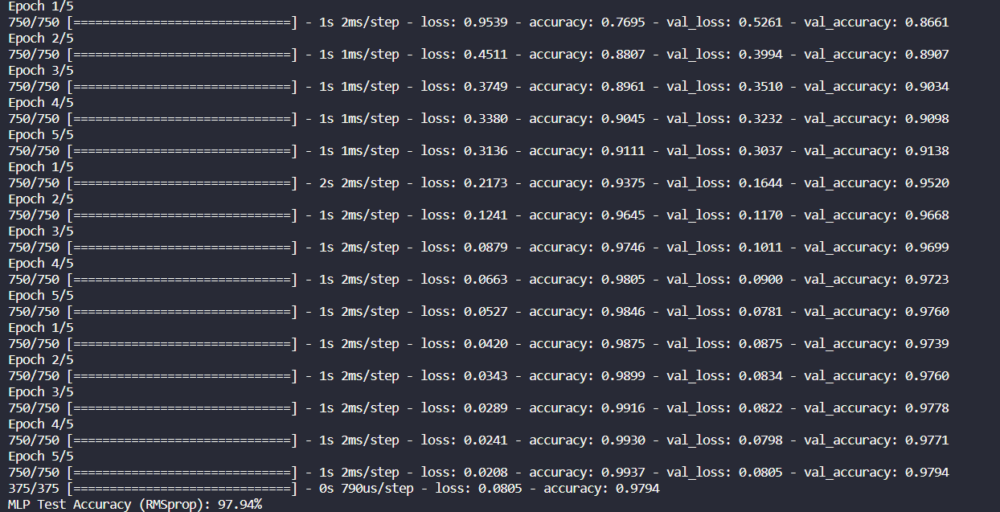 Epoch 1/5
750/750 [==============================] - 1s 2ms/step - loss: 0.9539 - accuracy: 0.7695 - val_loss: 0.5261 - val_accuracy: 0.8661
Epoch 2/5
750/750 [==============================] - 1s 1ms/step - loss: 0.4511 - accuracy: 0.8807 - val_loss: 0.3994 - val_accuracy: 0.8907
Epoch 3/5
750/750 [==============================] - 1s 1ms/step - loss: 0.3749 - accuracy: 0.8961 - val_loss: 0.3510 - val_accuracy: 0.9034
Epoch 4/5
750/750 [==============================] - 1s 1ms/step - loss: 0.3380 - accuracy: 0.9045 - val_loss: 0.3232 - val_accuracy: 0.9098
Epoch 5/5
750/750 [==============================] - 1s 1ms/step - loss: 0.3136 - accuracy: 0.9111 - val_loss: 0.3037 - val_accuracy: 0.9138
Epoch 1/5
750/750 [==============================] - 2s 2ms/step - loss: 0.2173 - accuracy: 0.9375 - val_loss: 0.1644 - val_accuracy: 0.9520
Epoch 2/5
750/750 [==============================] - 1s 2ms/step - loss: 0.1241 - accuracy: 0.9645 - val_loss: 0.1170 - val_accuracy: 0.9668
Epoch 3/5
750/750 [==============================] - 1s 2ms/step - loss: 0.0879 - accuracy: 0.9746 - val_loss: 0.1011 - val_accuracy: 0.9699
Epoch 4/5
750/750 [==============================] - 1s 2ms/step - loss: 0.0663 - accuracy: 0.9805 - val_loss: 0.0900 - val_accuracy: 0.9723
Epoch 5/5
750/750 [==============================] - 1s 2ms/step - loss: 0.0527 - accuracy: 0.9846 - val_loss: 0.0781 - val_accuracy: 0.9760
Epoch 1/5
750/750 [==============================] - 1s 2ms/step - loss: 0.0420 - accuracy: 0.9875 - val_loss: 0.0875 - val_accuracy: 0.9739
Epoch 2/5
750/750 [==============================] - 1s 2ms/step - loss: 0.0343 - accuracy: 0.9899 - val_loss: 0.0834 - val_accuracy: 0.9760
Epoch 3/5
750/750 [==============================] - 1s 2ms/step - loss: 0.0289 - accuracy: 0.9916 - val_loss: 0.0822 - val_accuracy: 0.9778
Epoch 4/5
750/750 [==============================] - 1s 2ms/step - loss: 0.0241 - accuracy: 0.9930 - val_loss: 0.0798 - val_accuracy: 0.9771
Epoch 5/5
750/750 [==============================] - 1s 2ms/step - loss: 0.0208 - accuracy: 0.9937 - val_loss: 0.0805 - val_accuracy: 0.9794
375/375 [==============================] - 0s 790us/step - loss: 0.0805 - accuracy: 0.9794
MLP Test Accuracy (RMSprop): 97.94%